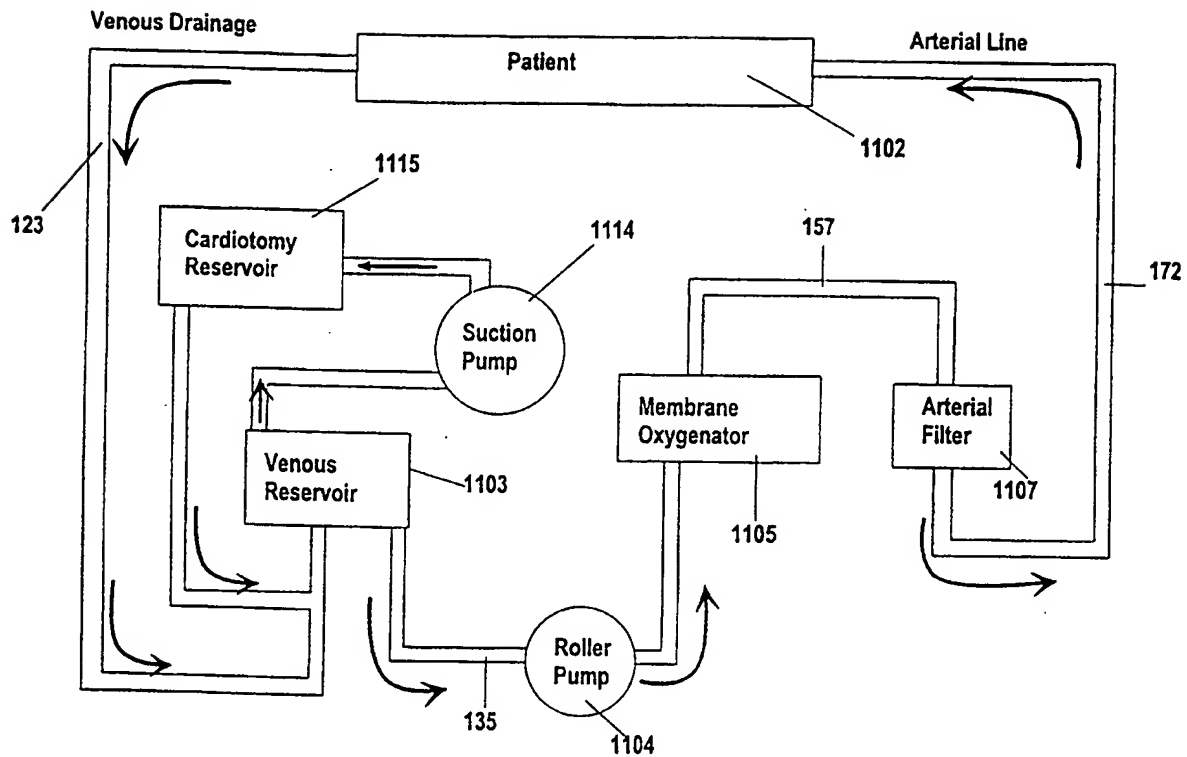 Venous Drainage
Patient
Arterial Line
1102
1115
123
Cardiotomy
Reservoir
1114
157
172
Suction
Pump
Membrane
Oxygenator
Arterial
Filter
Venous
Reservoir
1103
1107
1105
Roller
Pump
135
1104